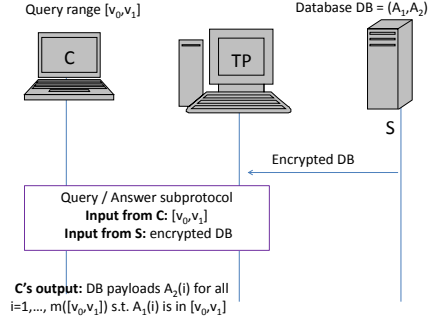 Query range [v₀,v₁]
Database DB = (A₁,A₂)
C
TP
S
Encrypted DB
Query / Answer subprotocol
Input from C: [v₀,v₁]
Input from S: encrypted DB
C's output: DB payloads A₂(i) for all
i=1,…, m([v₀,v₁]) s.t. A₁(i) is in [v₀,v₁]